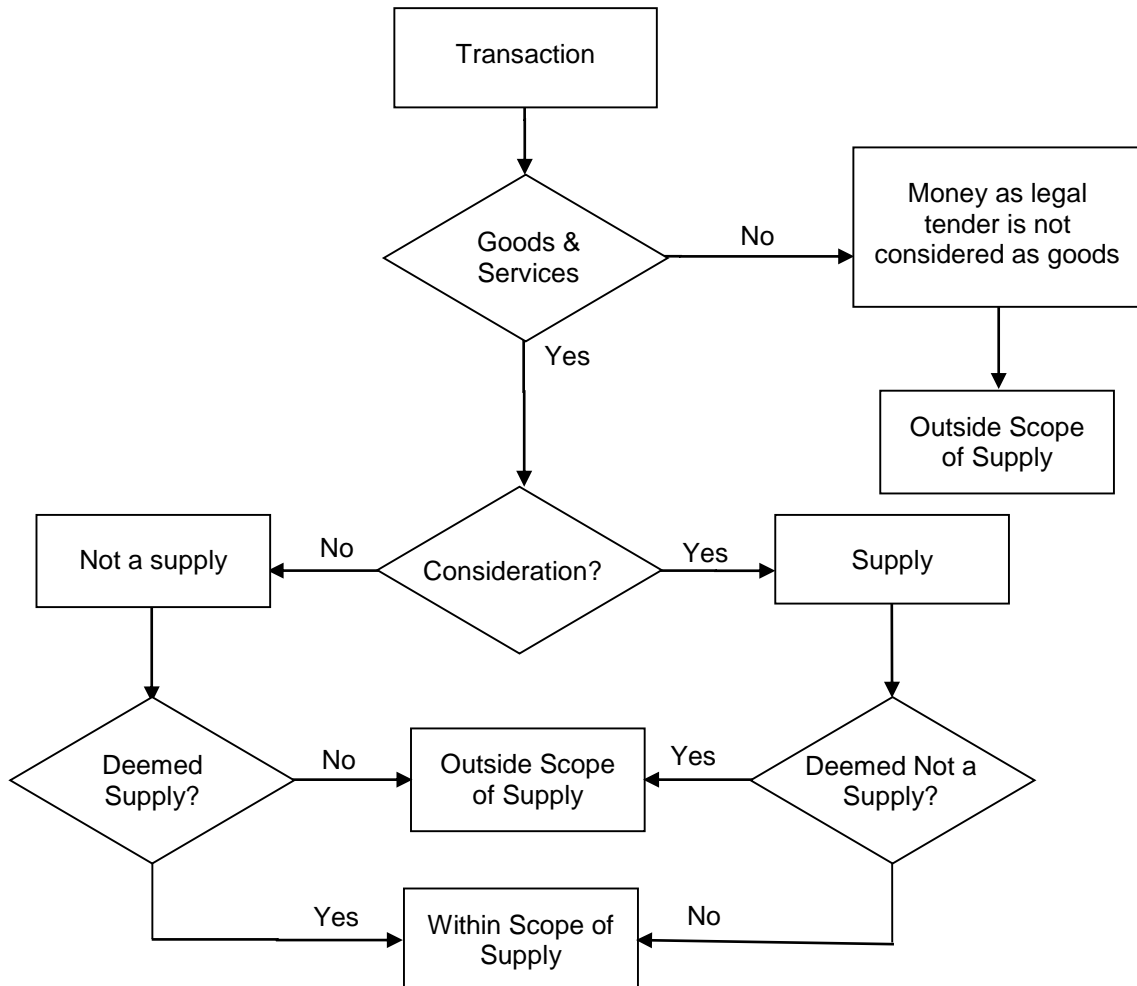 Transaction
Goods &
Services
No
Money as legal
tender is not
considered as goods
Yes
Outside Scope
of Supply
Not a supply
No
Consideration?
Yes
Supply
Deemed
Supply?
No
Outside Scope
of Supply
Yes
Deemed Not a
Supply?
Yes
Within Scope of
Supply
No